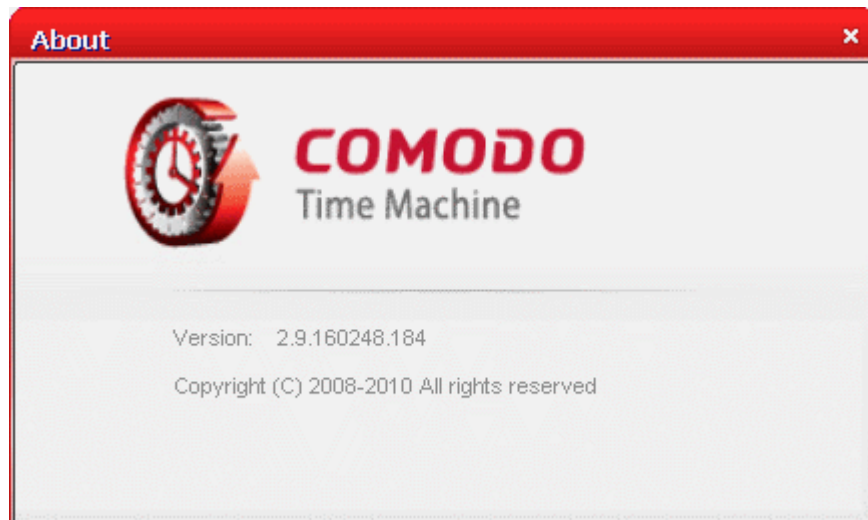 About
COMODO
Time Machine
Version: 2.9.160248.184
Copyright (C) 2008-2010 All rights reserved